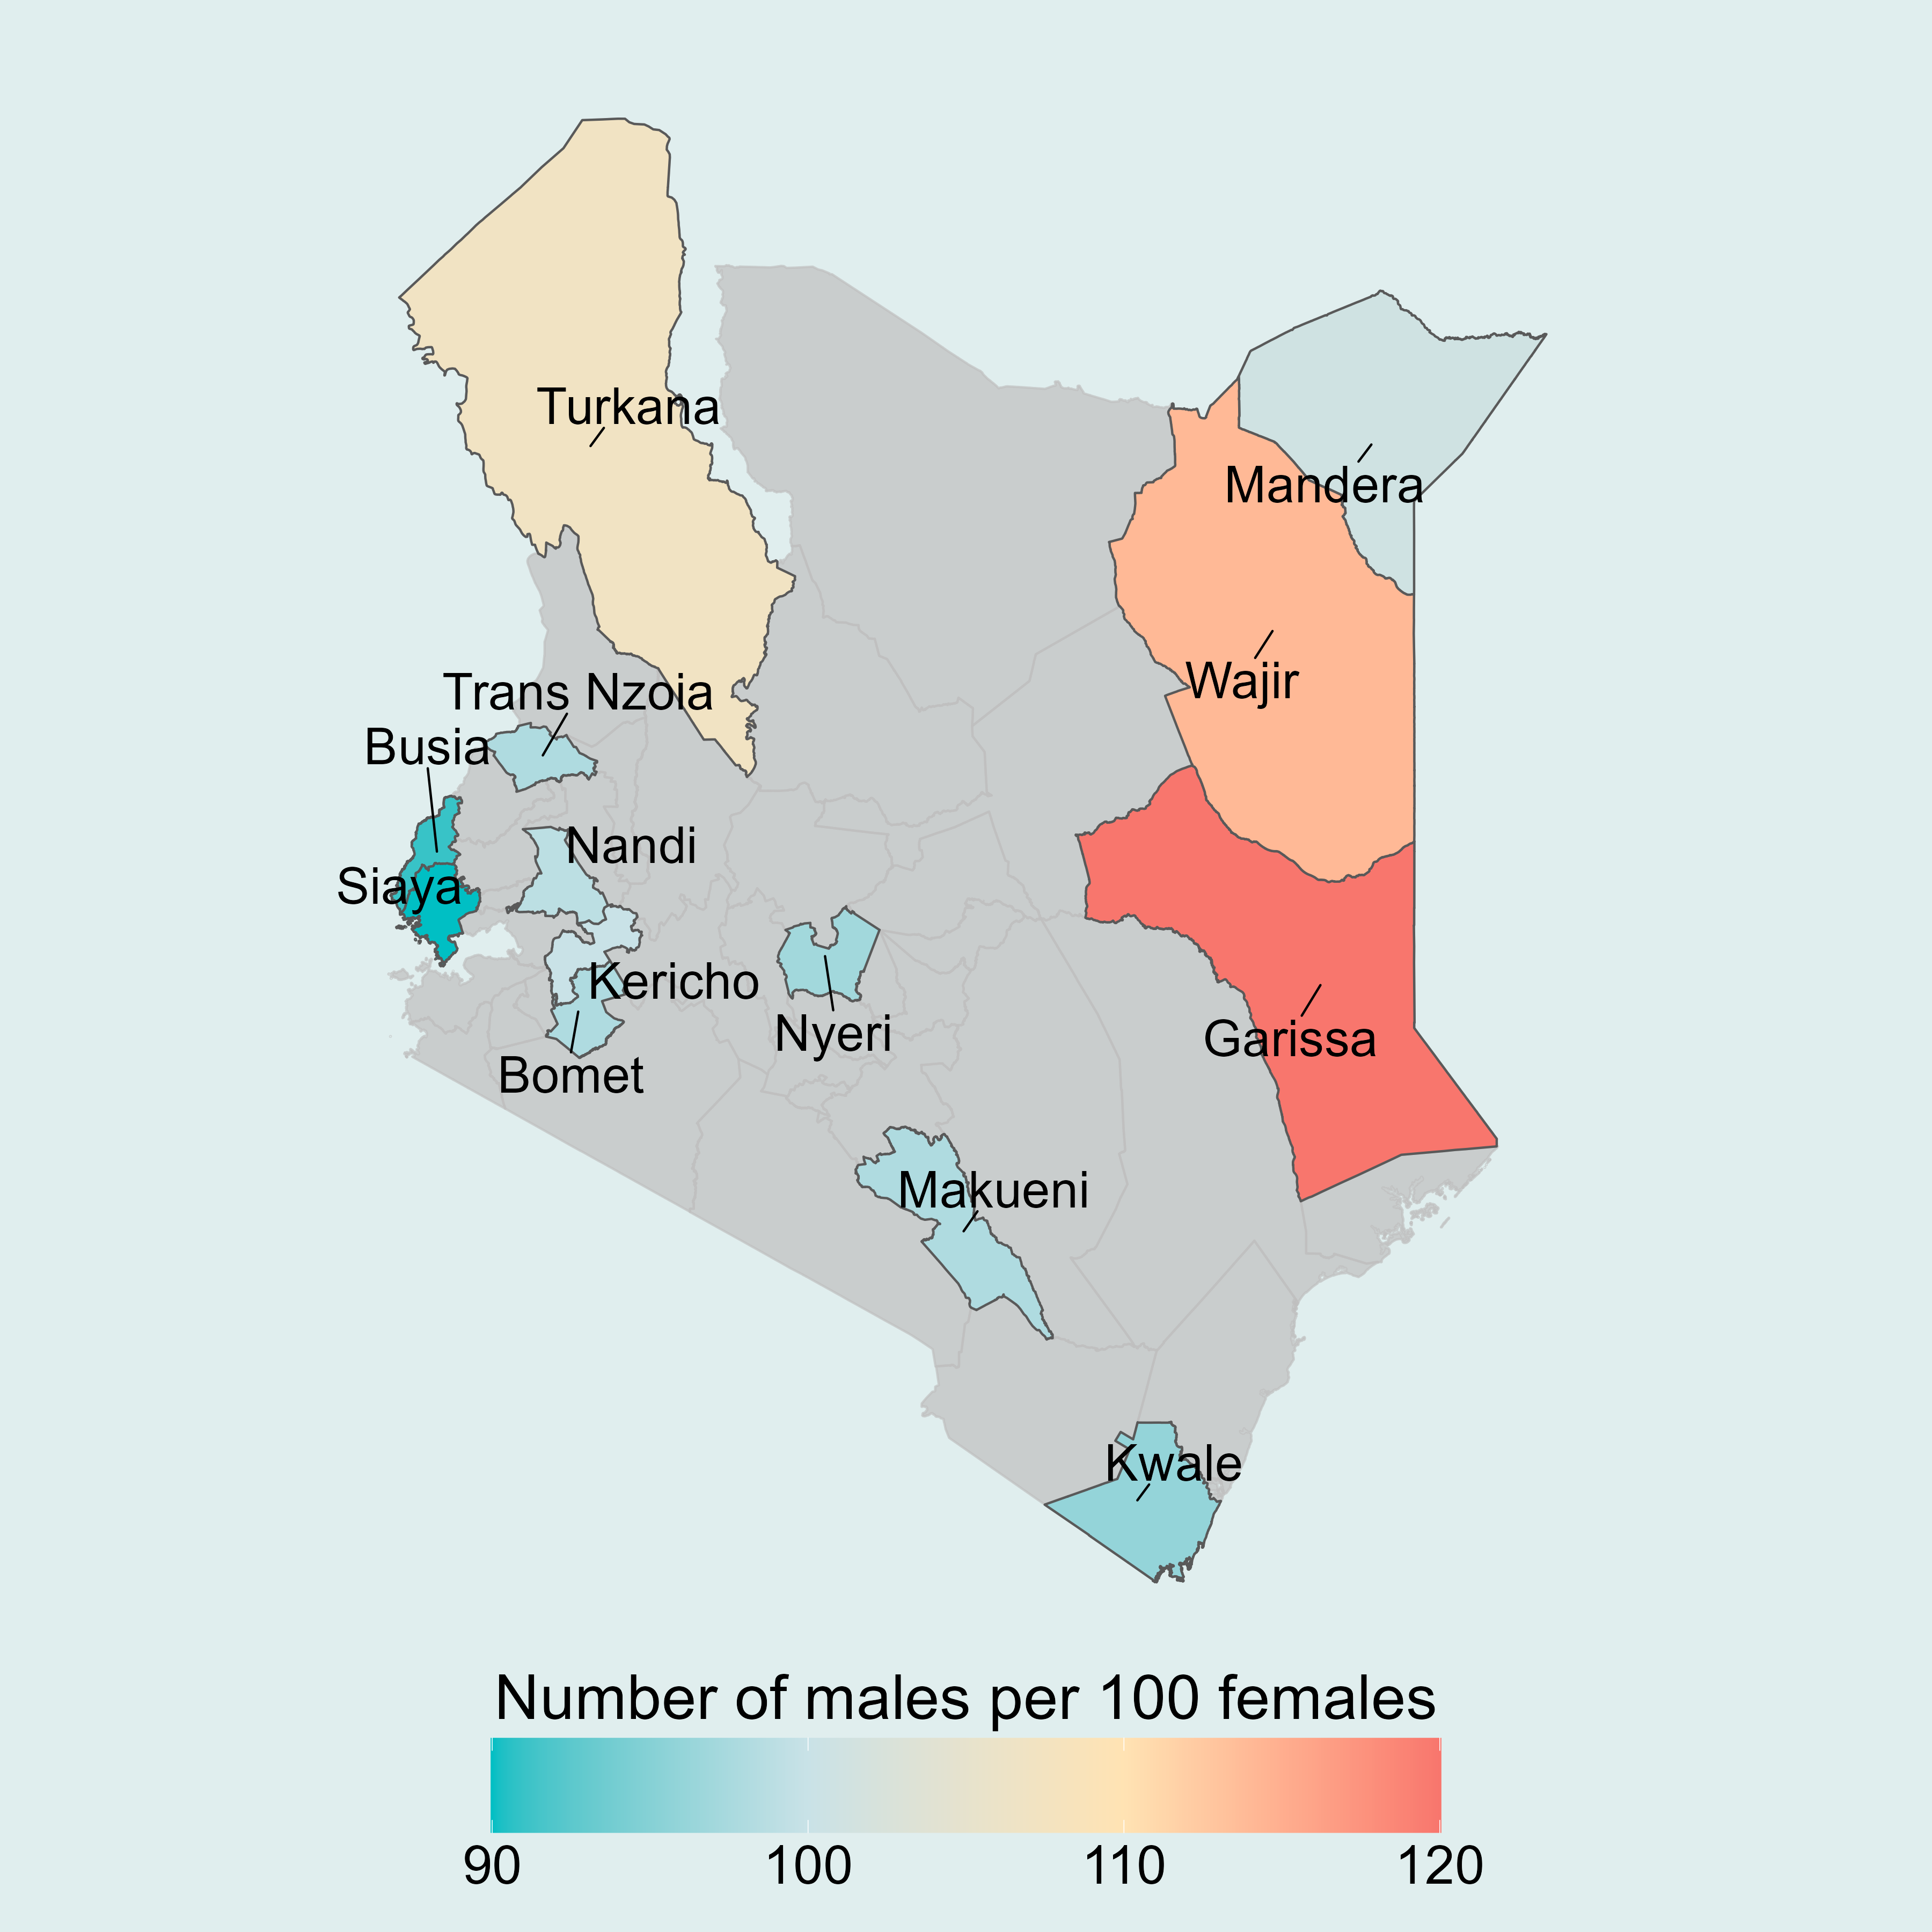 Turkana
Mandera
Wajir
Trans Nzoia
Busia
Nandi
Siaya
Kericho
Nyeri
Garissa
Bomet
Makueni
Kwale
Number of males per 100 females
90 100 110 120